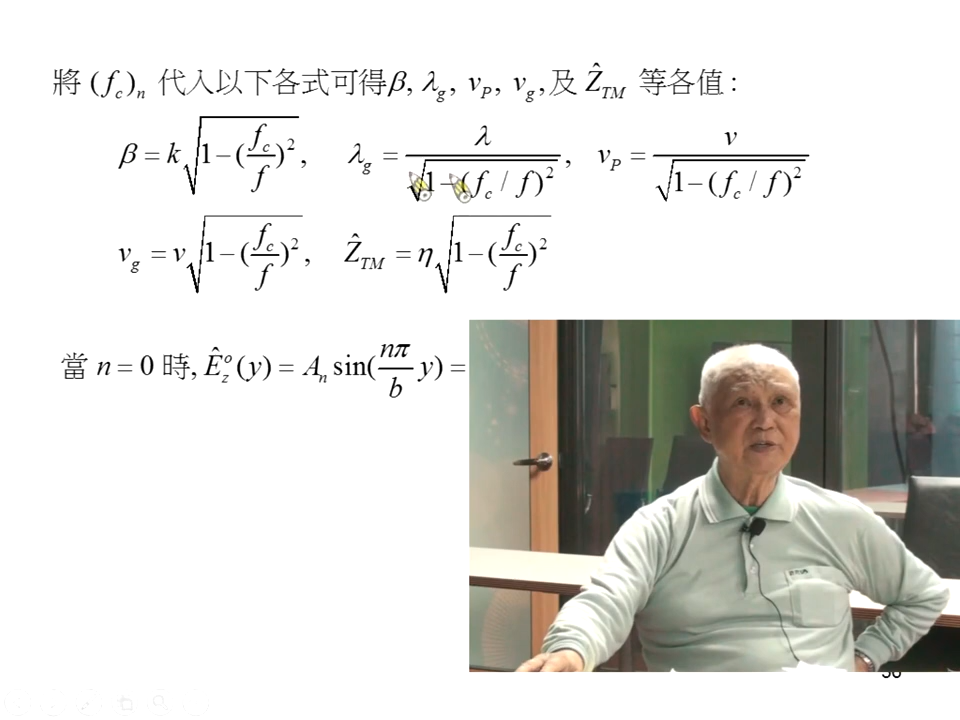 將 (f_c)_n 代入以下各式可得β, λ_g, v_P, v_g, 及 Ẑ_TM 等各值 :
β = k√(1−(f_c/f)²), λ_g = λ/√(1−(f_c / f)²), v_P = v/√(1−(f_c / f)²)
v_g = v√(1−(f_c/f)²), Ẑ_TM = η√(1−(f_c/f)²)
當 n = 0 時, Ê_z^o(y) = A_n sin(nπ/b y) =